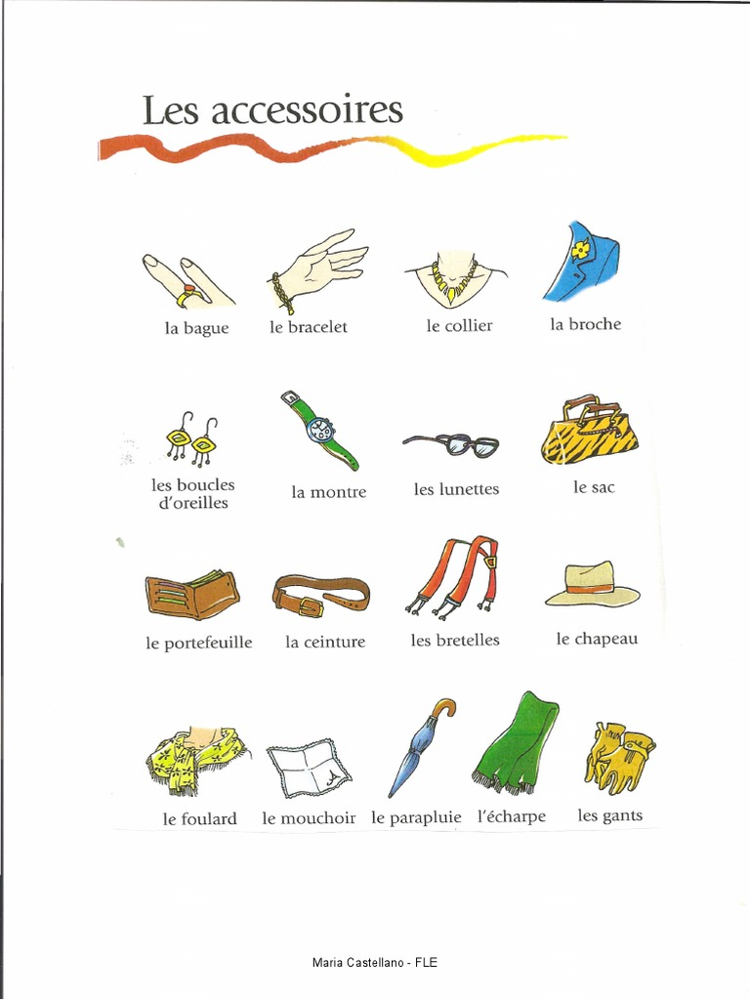 Les accessoires
la bague
le bracelet
le collier
la broche
les boucles
d'oreilles
la montre
les lunettes
le sac
le portefeuille
la ceinture
les bretelles
le chapeau
le foulard
le mouchoir
le parapluie
l'écharpe
les gants
Maria Castellano - FLE